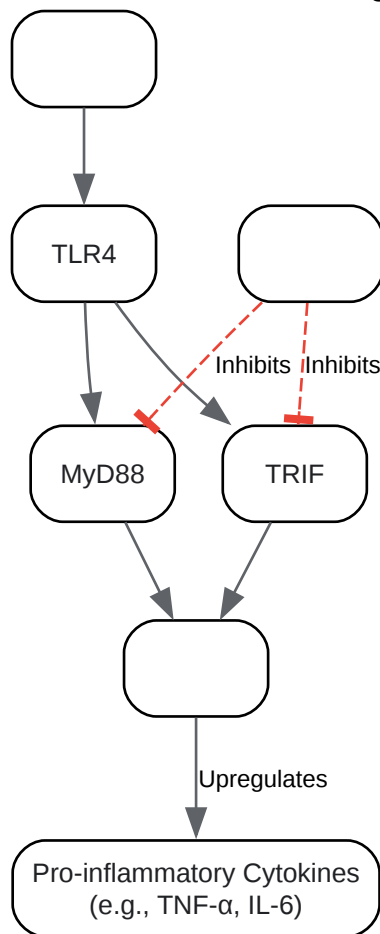 TLR4
Inhibits
Inhibits
MyD88
TRIF
Upregulates
Pro-inflammatory Cytokines
(e.g., TNF-α, IL-6)